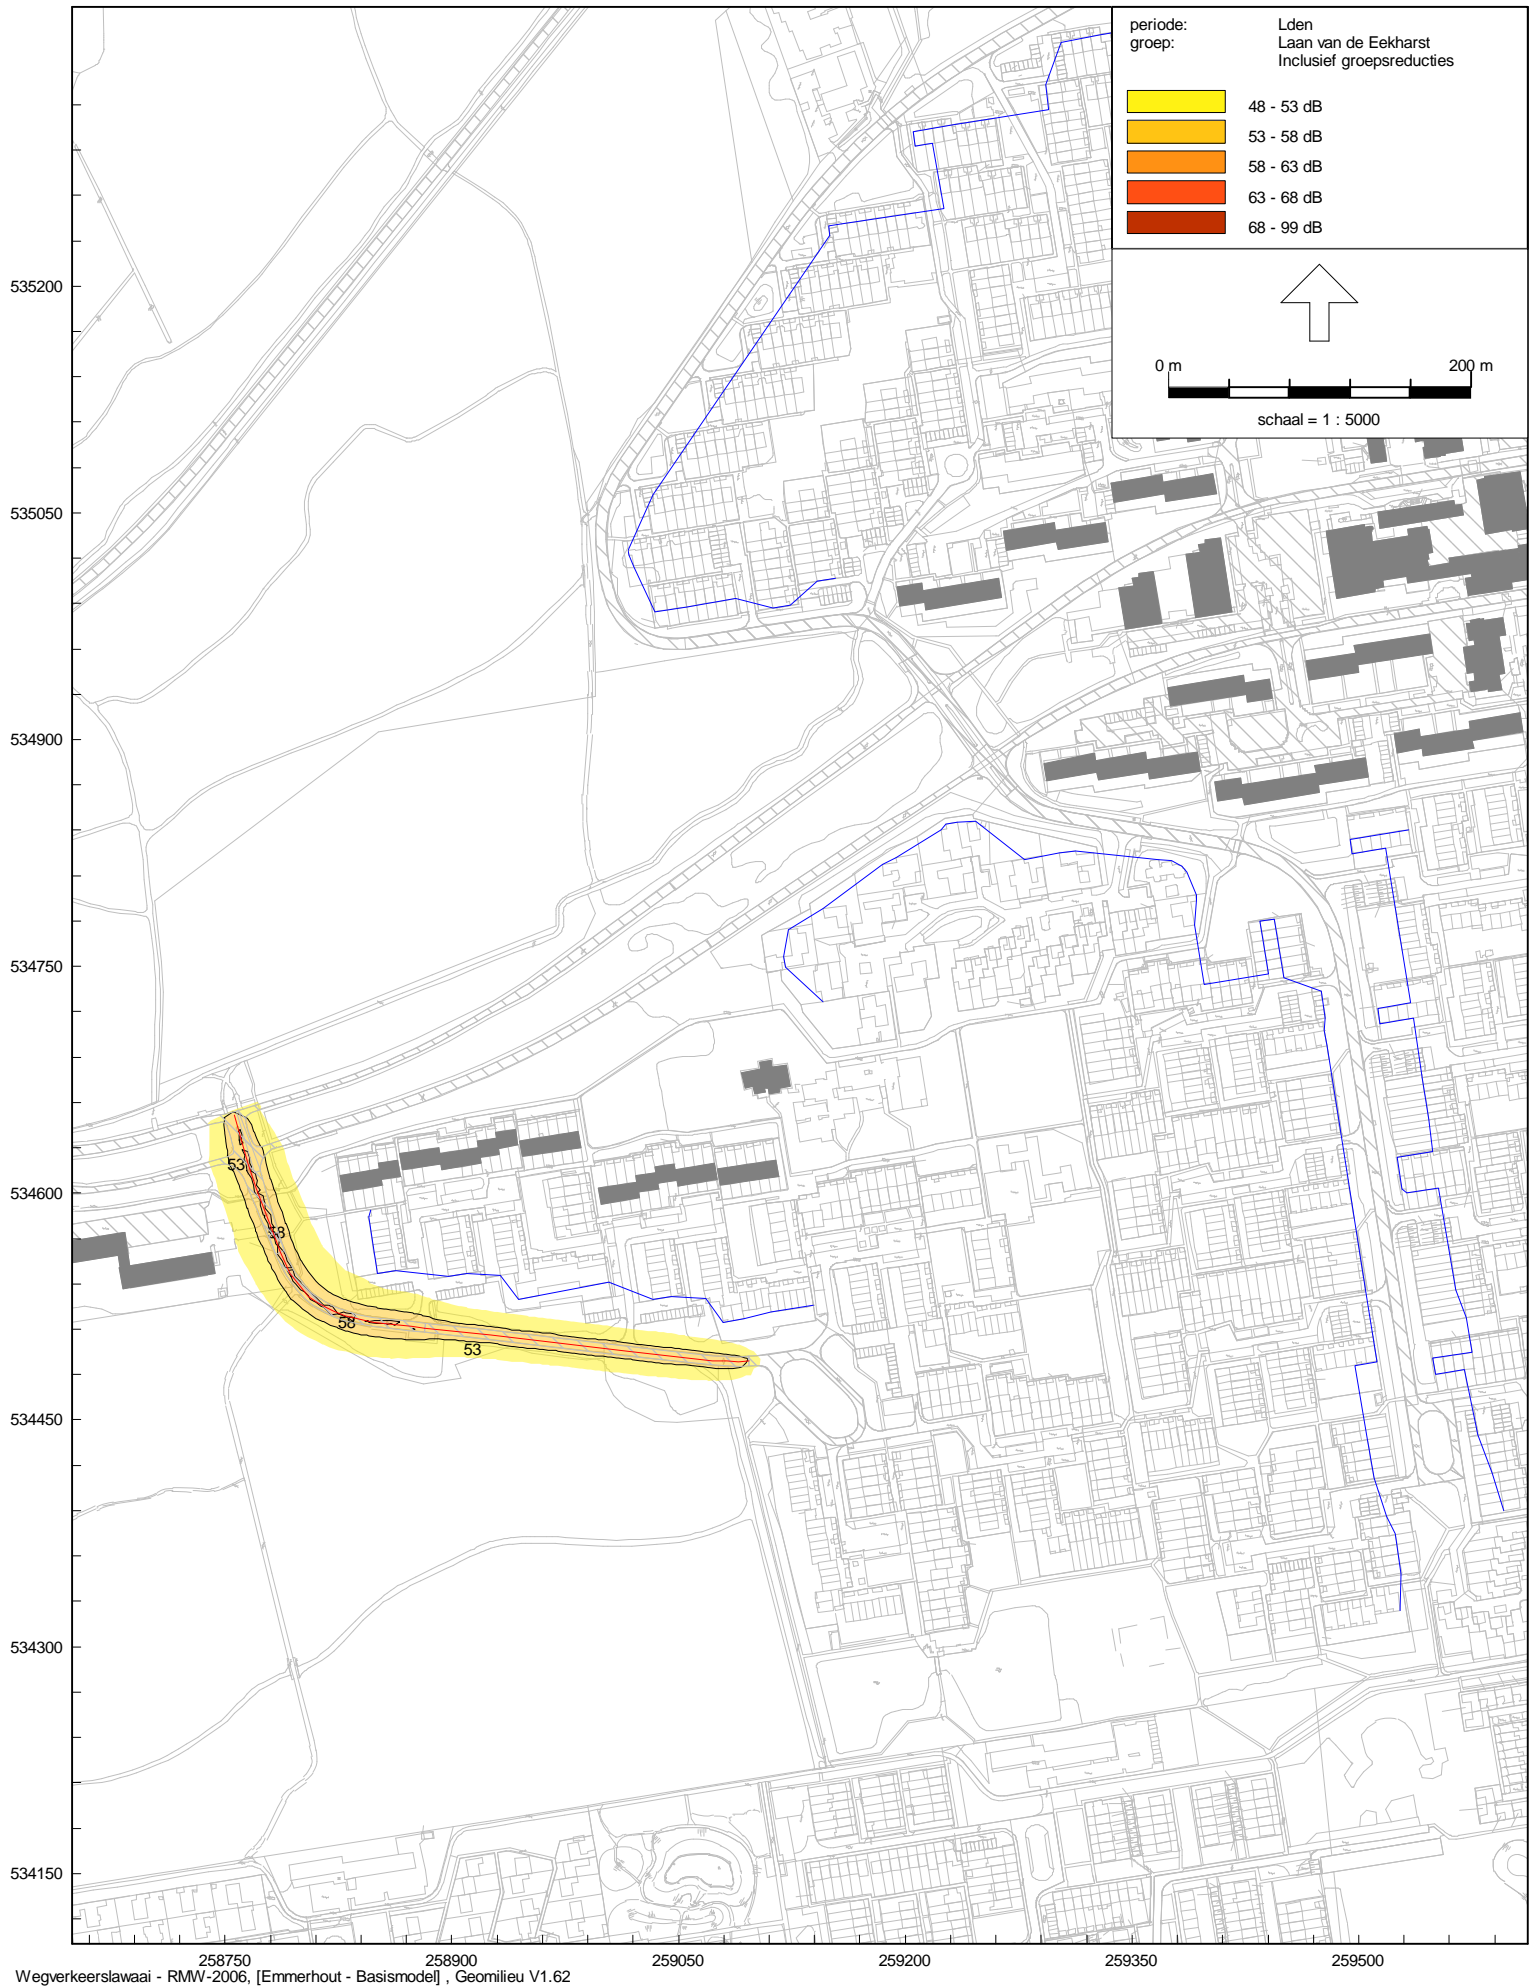 periode: Lden
groep: Laan van de Eekharst
Inclusief groepsreducties
48 - 53 dB
53 - 58 dB
58 - 63 dB
63 - 68 dB
68 - 99 dB
0 m 200 m
schaal = 1 : 5000
535200
535050
534900
534750
534600
534450
534300
534150
53
58
58
53
258750 258900 259050 259200 259350 259500
Wegverkeerslawaai - RMW-2006, [Emmerhout - Basismodel] , Geomilieu V1.62